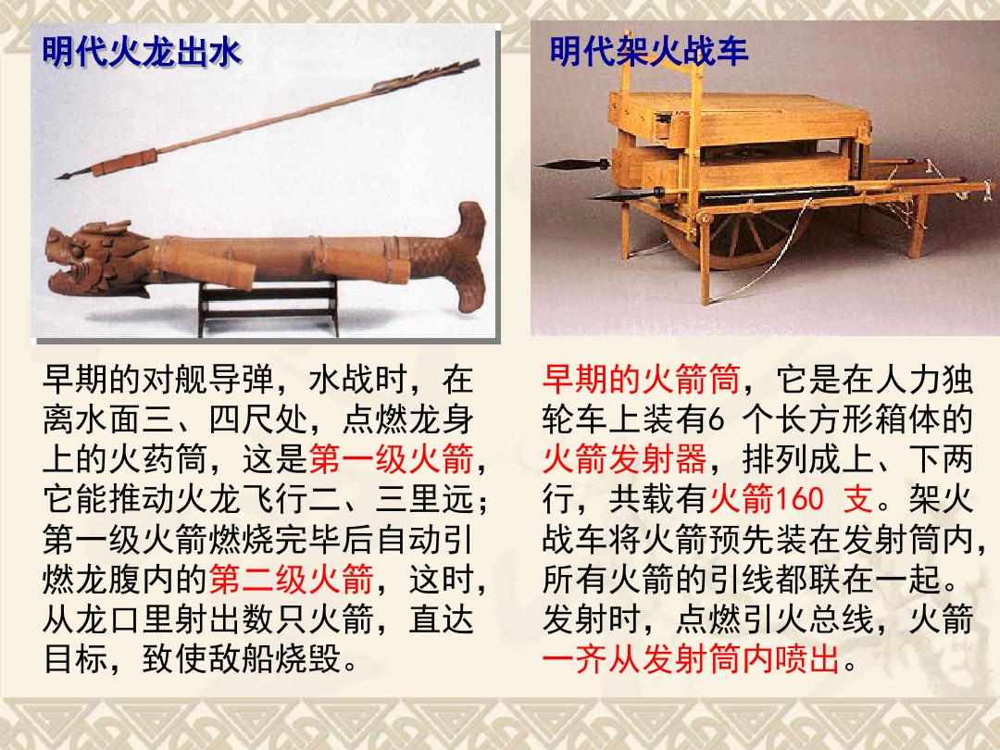 明代火龙出水
早期的对舰导弹，水战时，在
离水面三、四尺处，点燃龙身
上的火药筒，这是第一级火箭，
它能推动火龙飞行二、三里远；
第一级火箭燃烧完毕后自动引
燃龙腹内的第二级火箭，这时，
从龙口里射出数只火箭，直达
目标，致使敌船烧毁。
明代架火战车
早期的火箭筒，它是在人力独
轮车上装有6 个长方形箱体的
火箭发射器，排列成上、下两
行，共载有火箭160 支。架火
战车将火箭预先装在发射筒内，
所有火箭的引线都联在一起。
发射时，点燃引火总线，火箭
一齐从发射筒内喷出。